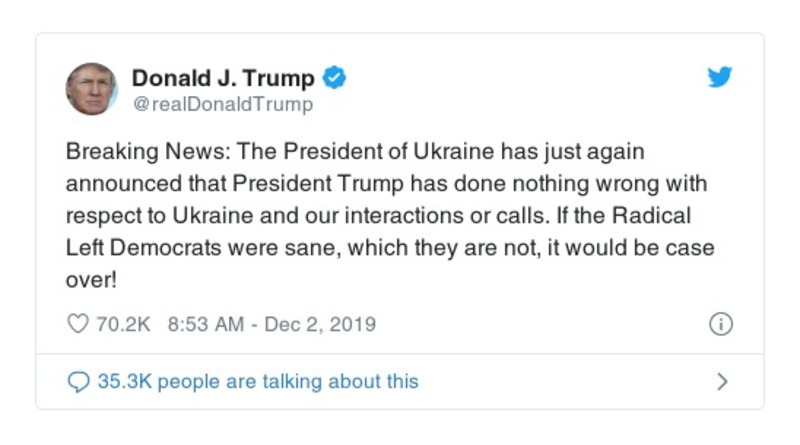 Donald J. Trump
@realDonaldTrump
Breaking News: The President of Ukraine has just again
announced that President Trump has done nothing wrong with
respect to Ukraine and our interactions or calls. If the Radical
Left Democrats were sane, which they are not, it would be case
over!
70.2K 8:53 AM - Dec 2, 2019
35.3K people are talking about this